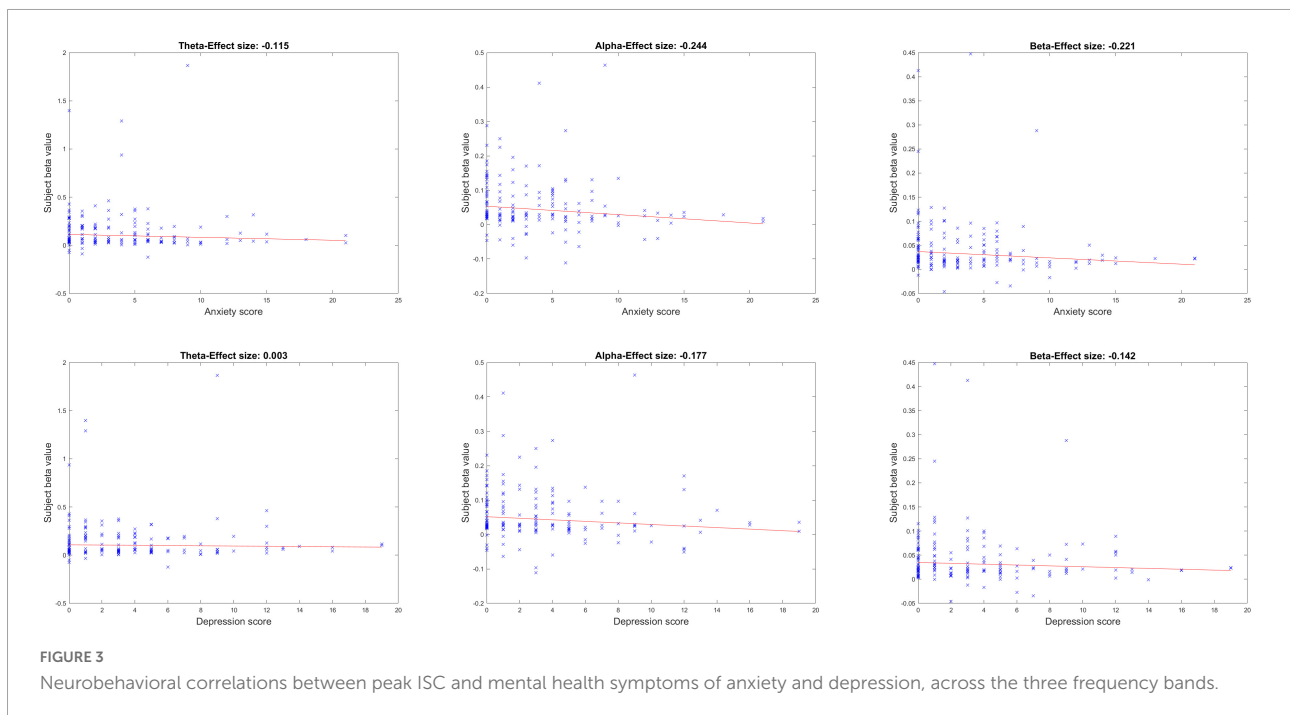 Theta-Effect size: -0.115
Subject beta value
2
1.5
1
0.5
0
-0.5
0 5 10 15 20 25
Anxiety score
Alpha-Effect size: -0.244
Subject beta value
0.5
0.4
0.3
0.2
0.1
0
-0.1
-0.2
0 5 10 15 20 25
Anxiety score
Beta-Effect size: -0.221
Subject beta value
0.45
0.4
0.35
0.3
0.25
0.2
0.15
0.1
0.05
0
-0.05
0 5 10 15 20 25
Anxiety score
Theta-Effect size: 0.003
Subject beta value
2
1.5
1
0.5
0
-0.5
0 2 4 6 8 10 12 14 16 18 20
Depression score
Alpha-Effect size: -0.177
Subject beta value
0.5
0.4
0.3
0.2
0.1
0
-0.1
-0.2
0 2 4 6 8 10 12 14 16 18 20
Depression score
Beta-Effect size: -0.142
Subject beta value
0.45
0.4
0.35
0.3
0.25
0.2
0.15
0.1
0.05
0
-0.05
0 2 4 6 8 10 12 14 16 18 20
Depression score
FIGURE 3
Neurobehavioral correlations between peak ISC and mental health symptoms of anxiety and depression, across the three frequency bands.